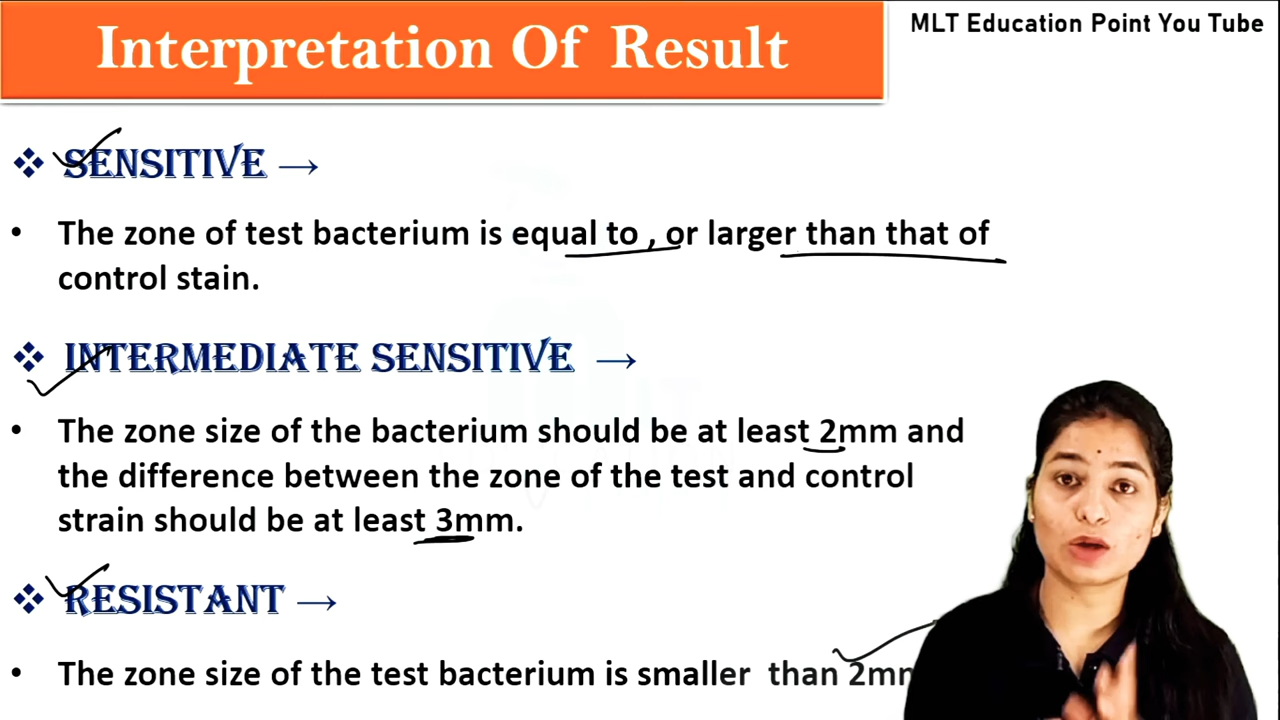 Interpretation Of Result
MLT Education Point You Tube
❖ SENSITIVE →
• The zone of test bacterium is equal to , or larger than that of
control stain.
❖ INTERMEDIATE SENSITIVE →
• The zone size of the bacterium should be at least 2mm and
the difference between the zone of the test and control
strain should be at least 3mm.
❖ RESISTANT →
• The zone size of the test bacterium is smaller than